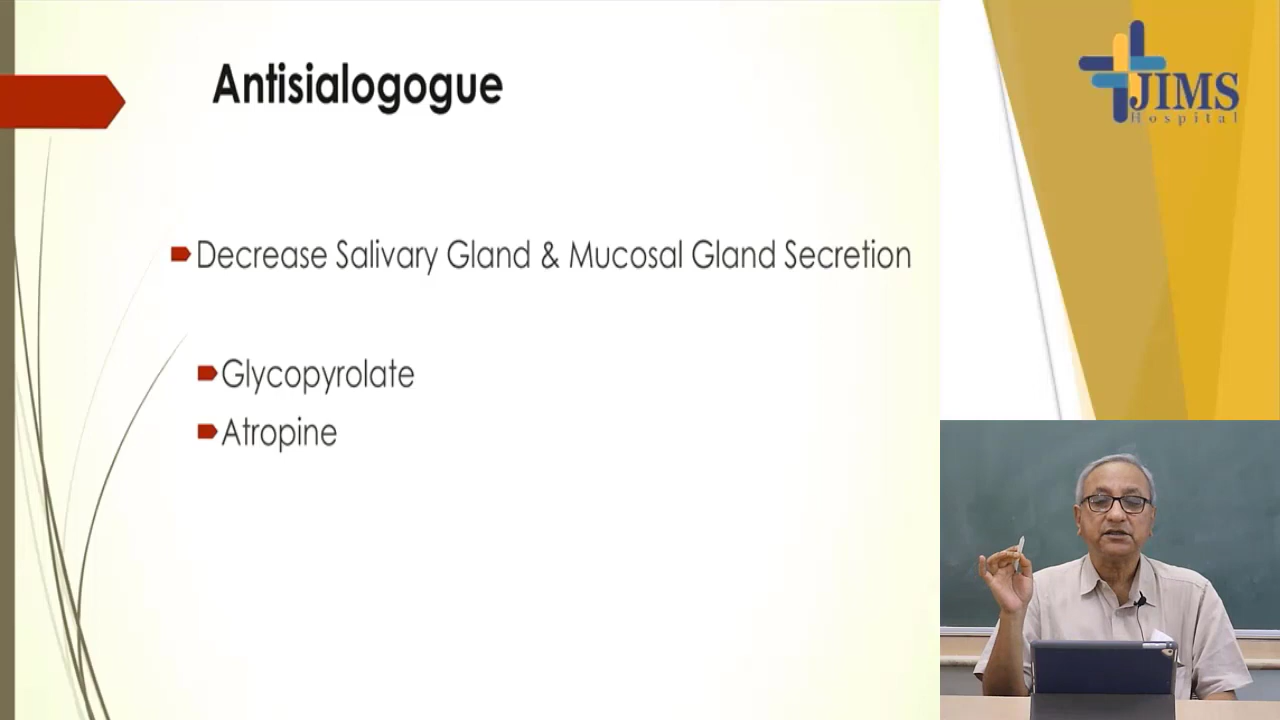 Antisialogogue
Decrease Salivary Gland & Mucosal Gland Secretion
Glycopyrolate
Atropine
JIMS
Hospital